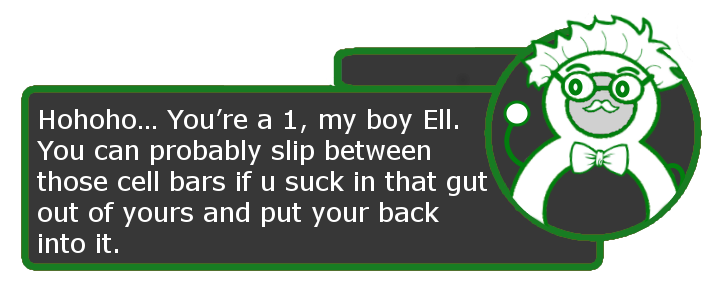 Hohoho… You’re a 1, my boy Ell.
You can probably slip between
those cell bars if u suck in that gut
out of yours and put your back
into it.